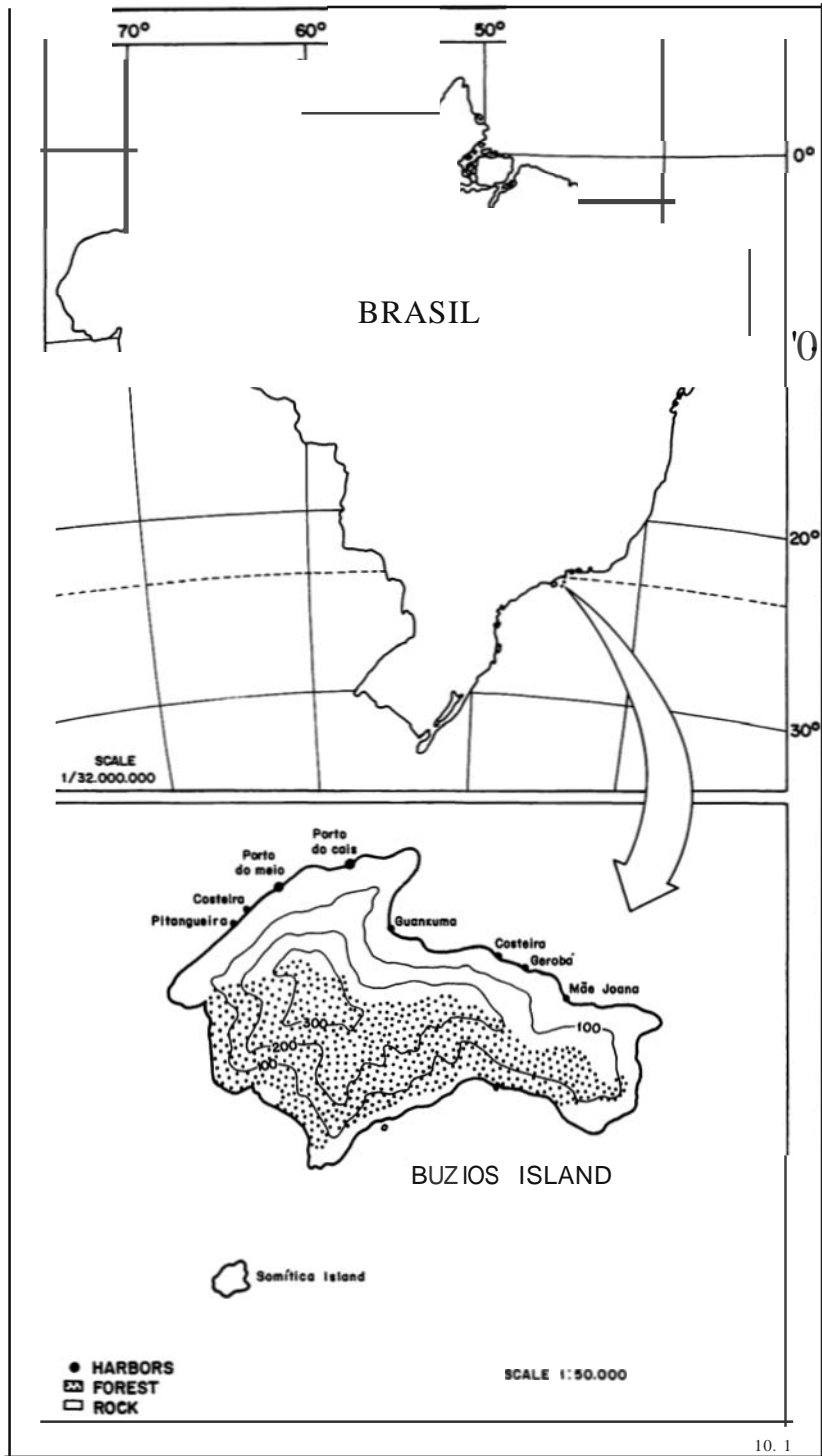 70° 60° 50°
0°
BRASIL
'0.
20°
30°
SCALE
1/32.000.000
Porto
do cais
Porto
do meio
Costeira
Pitangueira
Guanxuma
Costeira
Gerobá
Mãe Joana
100
300
200
100
BUZIOS ISLAND
Somítica Island
HARBORS
FOREST
ROCK
SCALE 1:50.000
10. 1